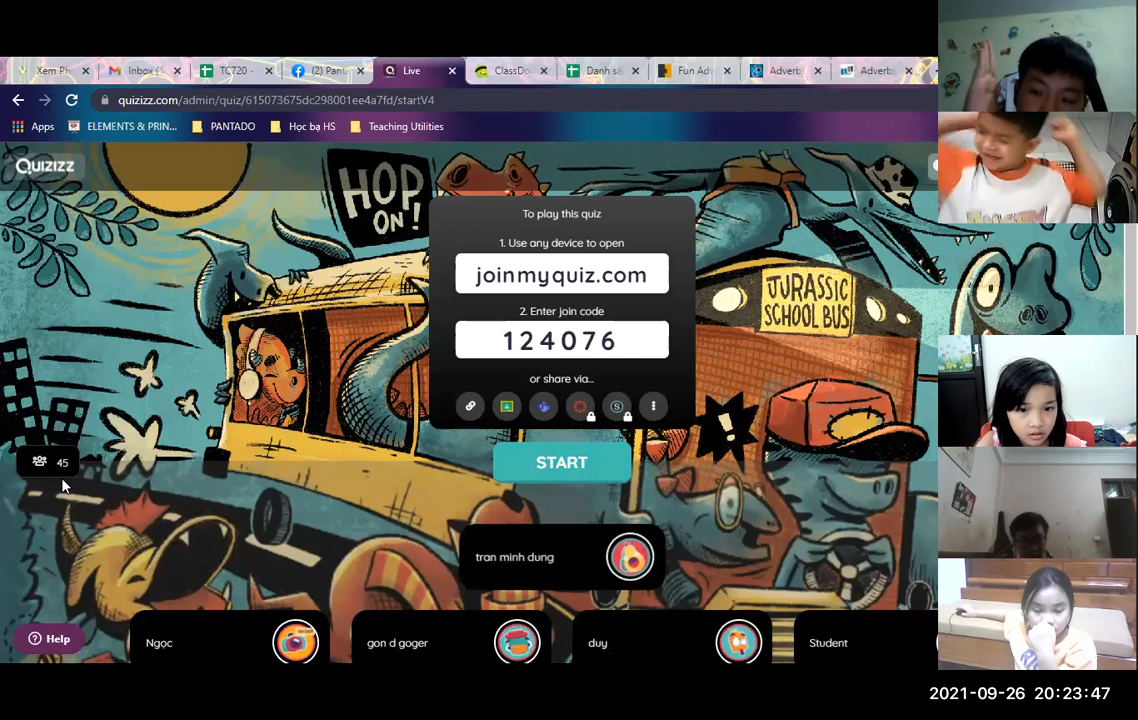 Xem Ph
Inbox (
TC720 -
(2) Pant
Live
ClassDo
Danh sá
Fun Adv
Adverb
Adverb
quizizz.com/admin/quiz/615073675dc298001ee4a7fd/startV4
Apps
ELEMENTS & PRIN...
PANTADO
Học bạ HS
Teaching Utilities
Quizizz
HOP
ON!
To play this quiz
1. Use any device to open
joinmyquiz.com
2. Enter join code
124076
or share via...
JURASSIC
SCHOOL BUS
!
45
START
tran minh dung
Help
Ngọc
gon d goger
duy
Student
2021-09-26 20:23:47